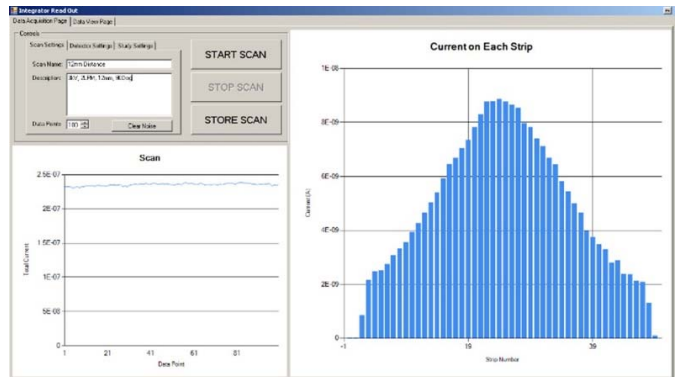 Integrator Read Out
Data Acquisition Page Data View Page
Controls
Scan Settings Detector Settings Study Settings
Scan Name: 12mm Distance
Description:
Data Points: 100
Clear Noise
START SCAN
STOP SCAN
STORE SCAN
Scan
2.5E-07
2E-07
1.5E-07
1E-07
5E-08
0
1 21 41 61 81
Total Current
Data Point
Current on Each Strip
1E-08
8E-09
6E-09
4E-09
2E-09
0
-1 19 39
Current (A)
Strip Number